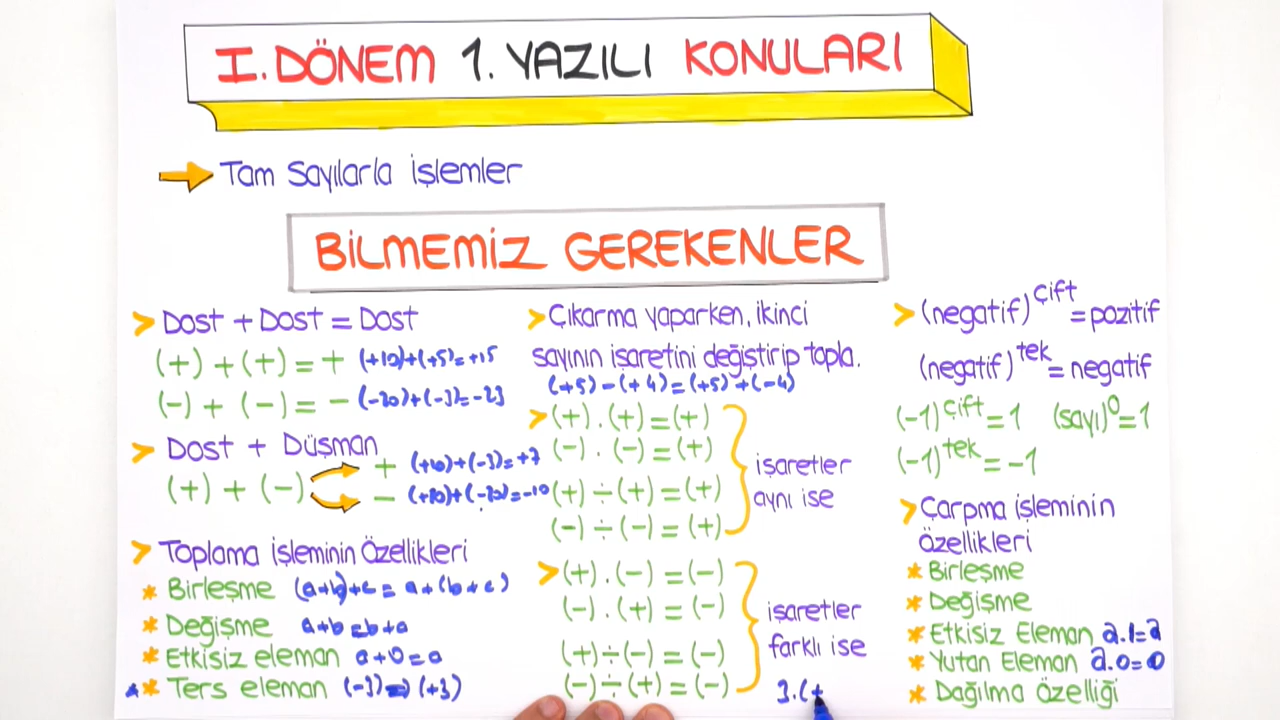 I. DÖNEM 1. YAZILI KONULARI
Tam Sayılarla İşlemler
BİLMEMİZ GEREKENLER
> Dost + Dost = Dost
(+) + (+) = + (+10)+(+5)=+15
(-) + (-) = - (-20)+(-3)=-23
> Dost + Düşman
(+) + (-)
+ (+10)+(-3)=+7
- (+10)+(-20)=-10
> Toplama İşleminin Özellikleri
* Birleşme (a+b)+c = a+(b+c)
* Değişme a+b=b+a
* Etkisiz eleman a+0=a
* Ters eleman (-3)=>(+3)
> Çıkarma yaparken, ikinci
sayının işaretini değiştirip topla.
(+5)-(+4)=(+5)+(-4)
> (+) . (+) = (+)
(-) . (-) = (+)
(+) ÷ (+) = (+)
(-) ÷ (-) = (+)
işaretler
aynı ise
> (+) . (-) = (-)
(-) . (+) = (-)
(+) ÷ (-) = (-)
(-) ÷ (+) = (-)
işaretler
farklı ise
3.(+
> (negatif)^çift = pozitif
(negatif)^tek = negatif
(-1)^çift = 1 (sayı)^0 = 1
(-1)^tek = -1
> Çarpma işleminin
özellikleri
* Birleşme
* Değişme
* Etkisiz Eleman a.1=a
* Yutan Eleman a.0=0
* Dağılma özelliği